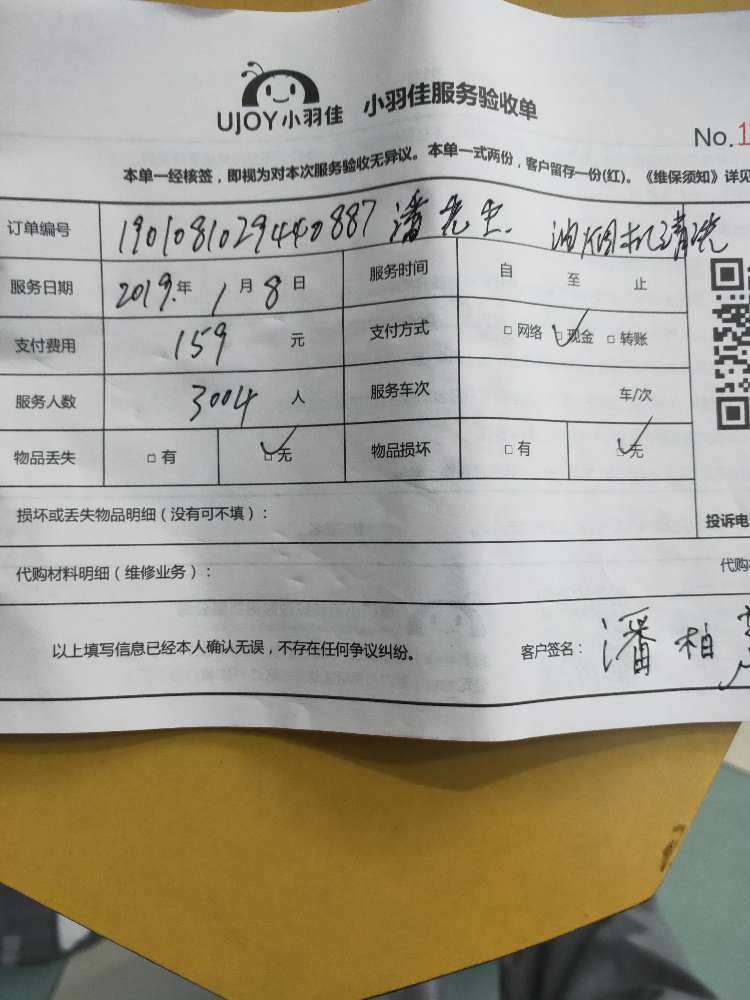 UJOY小羽佳 小羽佳服务验收单
No.1
本单一经核签，即视为对本次服务验收无异议。本单一式两份，客户留存一份(红)。《维保须知》详见
订单编号 1901081029440887 潘先生. 油烟机清洗
服务日期 2019.年 1月8日 服务时间 自 至 止
支付费用 159 元 支付方式 □网络 ☑现金 □转账
服务人数 3004 人 服务车次 车/次
物品丢失 □有 ☑无 物品损坏 □有 ☑无
损坏或丢失物品明细（没有可不填）：
投诉电
代购材料明细（维修业务）：
代购
以上填写信息已经本人确认无误，不存在任何争议纠纷。 客户签名： 潘柏